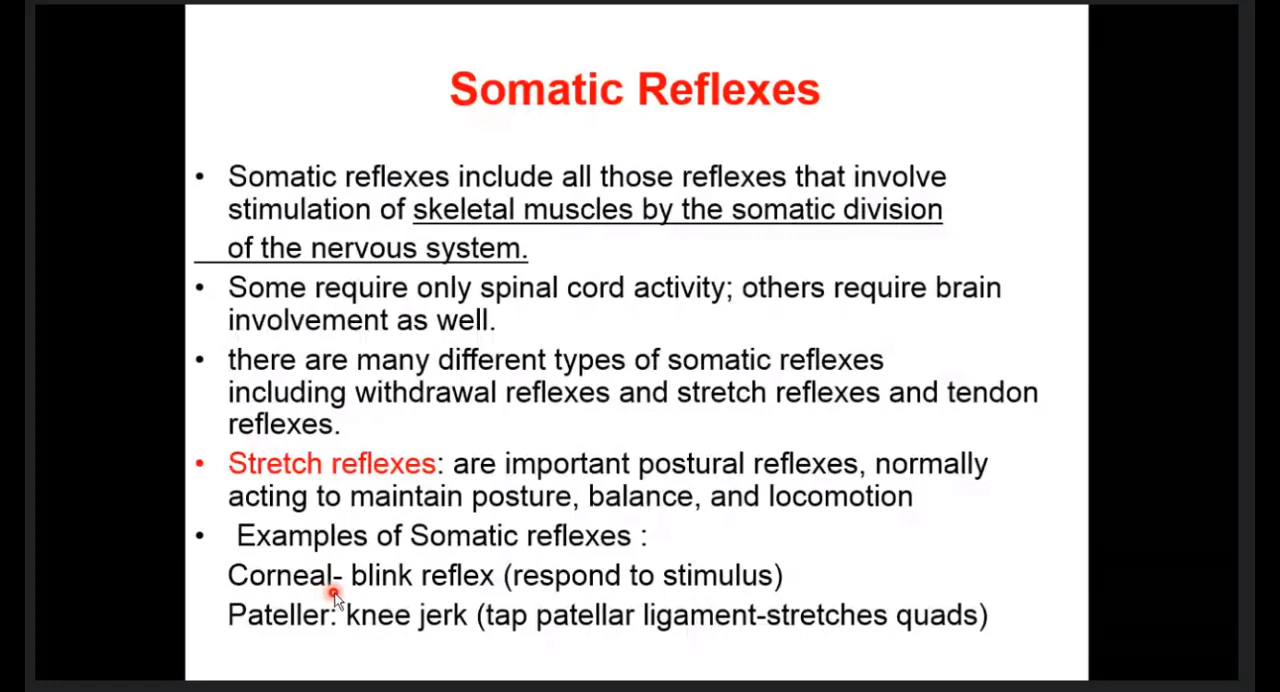 Somatic Reflexes
• Somatic reflexes include all those reflexes that involve
stimulation of skeletal muscles by the somatic division
of the nervous system.
• Some require only spinal cord activity; others require brain
involvement as well.
• there are many different types of somatic reflexes
including withdrawal reflexes and stretch reflexes and tendon
reflexes.
• Stretch reflexes: are important postural reflexes, normally
acting to maintain posture, balance, and locomotion
• Examples of Somatic reflexes :
Corneal- blink reflex (respond to stimulus)
Pateller: knee jerk (tap patellar ligament-stretches quads)